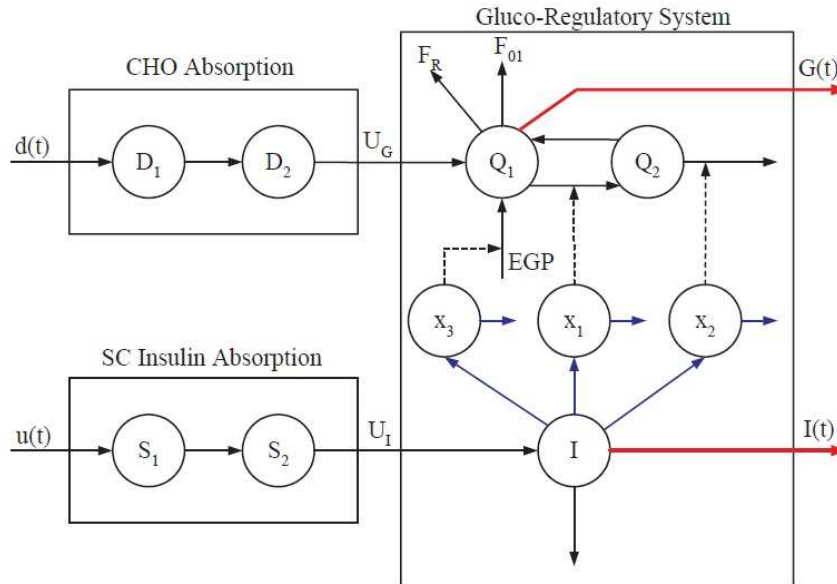 Gluco-Regulatory System
CHO Absorption
F_R
F_01
G(t)
d(t)
D_1
D_2
U_G
Q_1
Q_2
EGP
x_3
x_1
x_2
SC Insulin Absorption
u(t)
S_1
S_2
U_I
I
I(t)